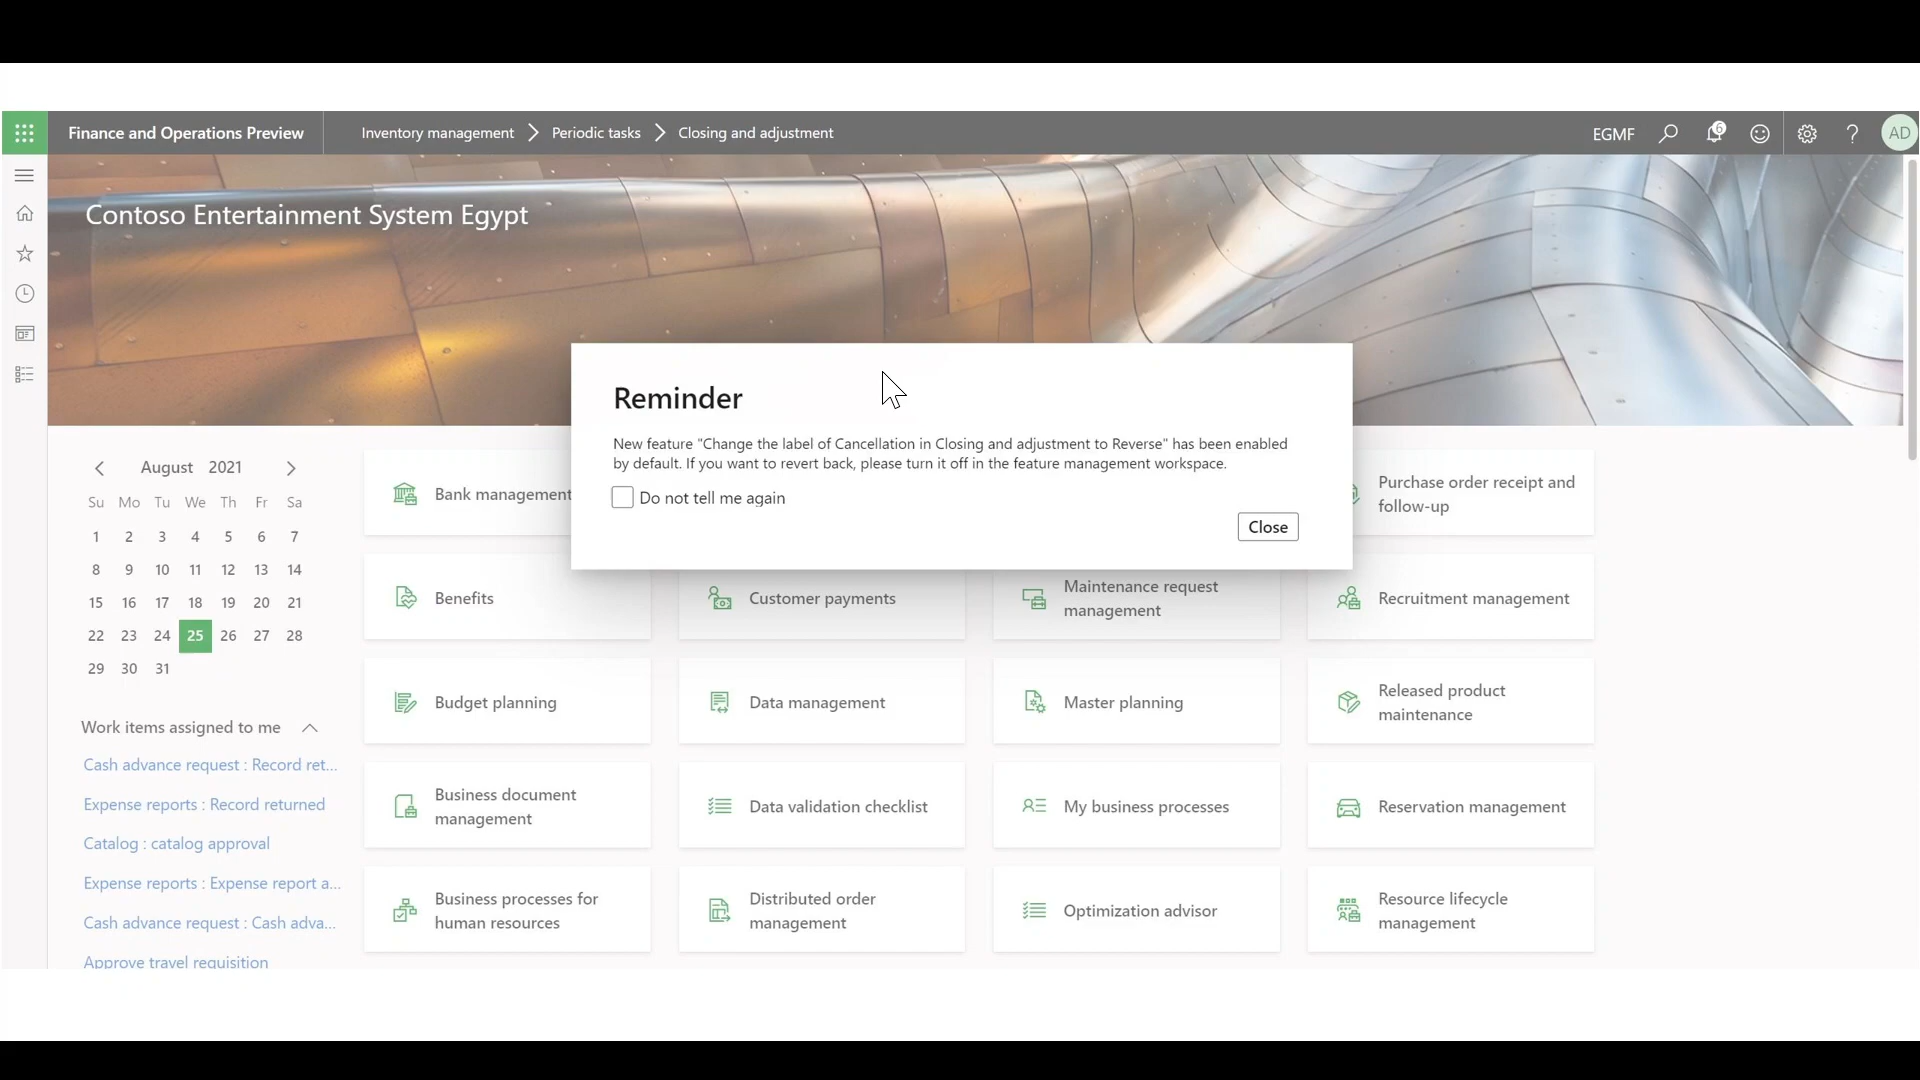 Finance and Operations Preview
Inventory management
Periodic tasks
Closing and adjustment
EGMF
6
AD
Contoso Entertainment System Egypt
Reminder
New feature "Change the label of Cancellation in Closing and adjustment to Reverse" has been enabled
by default. If you want to revert back, please turn it off in the feature management workspace.
Do not tell me again
Close
August 2021
Su Mo Tu We Th Fr Sa
1 2 3 4 5 6 7
8 9 10 11 12 13 14
15 16 17 18 19 20 21
22 23 24 25 26 27 28
29 30 31
Work items assigned to me
Cash advance request : Record ret...
Expense reports : Record returned
Catalog : catalog approval
Expense reports : Expense report a...
Cash advance request : Cash adva...
Approve travel requisition
Bank management
Purchase order receipt and
follow-up
Benefits
Customer payments
Maintenance request
management
Recruitment management
Budget planning
Data management
Master planning
Released product
maintenance
Business document
management
Data validation checklist
My business processes
Reservation management
Business processes for
human resources
Distributed order
management
Optimization advisor
Resource lifecycle
management